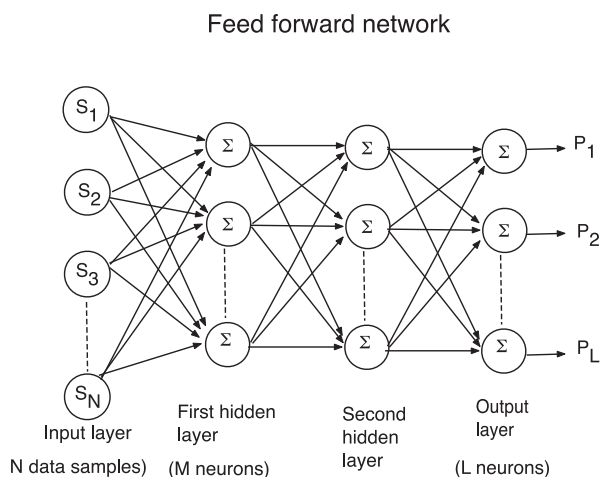 Feed forward network
S1
S2
S3
SN
Σ
Σ
Σ
Σ
Σ
Σ
Σ
Σ
Σ
P1
P2
PL
Input layer
N data samples)
First hidden
layer
(M neurons)
Second
hidden
layer
Output
layer
(L neurons)